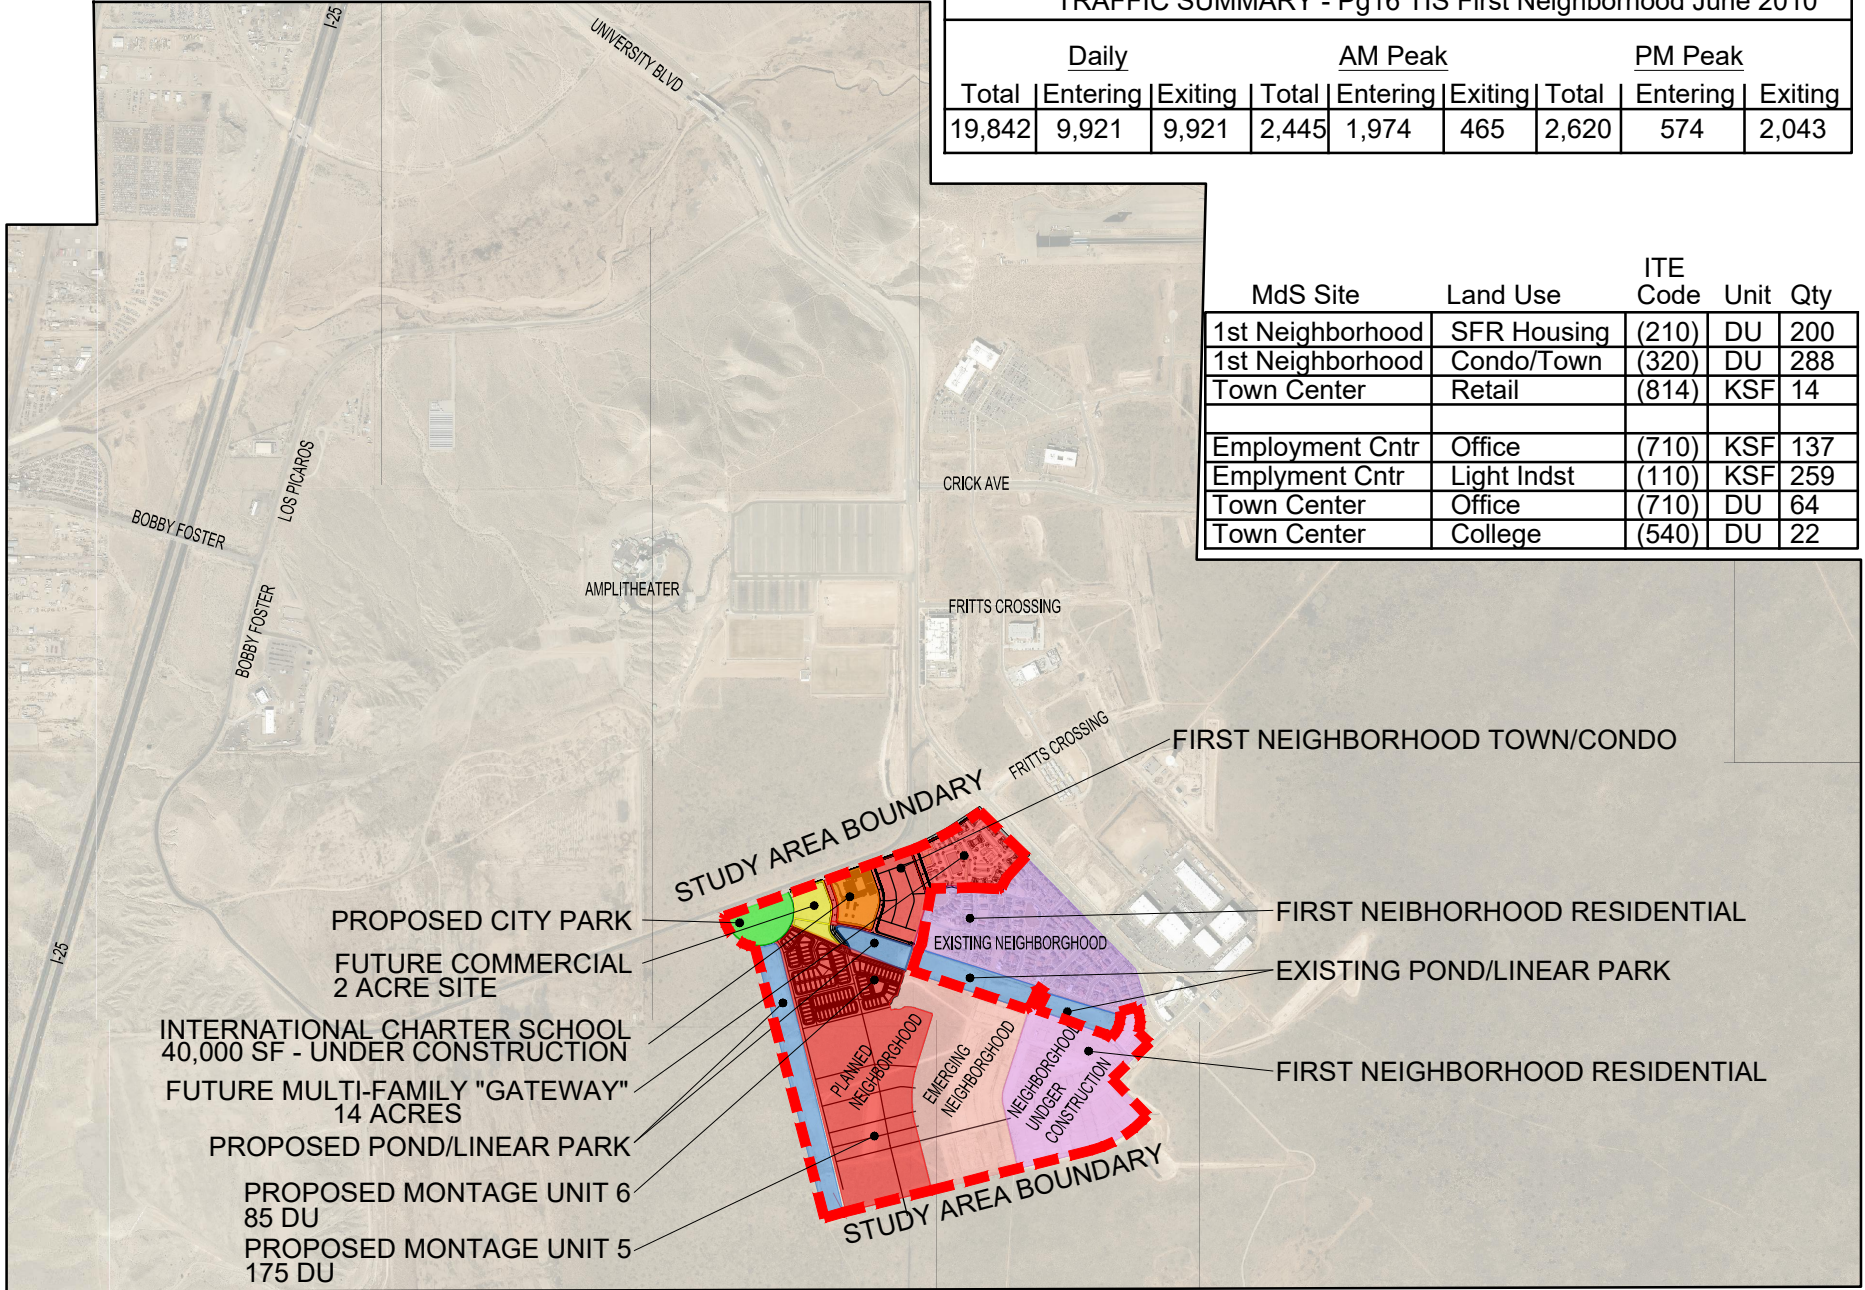 TRAFFIC SUMMARY - Pg16 TIS First Neighborhood June 2010
Daily AM Peak PM Peak
Total Entering Exiting Total Entering Exiting Total Entering Exiting
19,842 9,921 9,921 2,445 1,974 465 2,620 574 2,043
I-25
UNIVERSITY BLVD
MdS Site Land Use ITE Code Unit Qty
1st Neighborhood SFR Housing (210) DU 200
1st Neighborhood Condo/Town (320) DU 288
Town Center Retail (814) KSF 14
Employment Cntr Office (710) KSF 137
Emplyment Cntr Light Indst (110) KSF 259
Town Center Office (710) DU 64
Town Center College (540) DU 22
LOS PICAROS
CRICK AVE
BOBBY FOSTER
AMPLITHEATER
BOBBY FOSTER
FRITTS CROSSING
FRITTS CROSSING
FIRST NEIGHBORHOOD TOWN/CONDO
STUDY AREA BOUNDARY
PROPOSED CITY PARK
FIRST NEIBHORHOOD RESIDENTIAL
EXISTING NEIGHBORGHOOD
I-25
FUTURE COMMERCIAL
2 ACRE SITE
EXISTING POND/LINEAR PARK
INTERNATIONAL CHARTER SCHOOL
40,000 SF - UNDER CONSTRUCTION
PLANNED
NEIGHBORGHOOD
EMERGING
NEIGHBORGHOOD
NEIGHBORGHOOD
UNDGER
CONSTRUCTION
FIRST NEIGHBORHOOD RESIDENTIAL
FUTURE MULTI-FAMILY "GATEWAY"
14 ACRES
PROPOSED POND/LINEAR PARK
PROPOSED MONTAGE UNIT 6
85 DU
STUDY AREA BOUNDARY
PROPOSED MONTAGE UNIT 5
175 DU